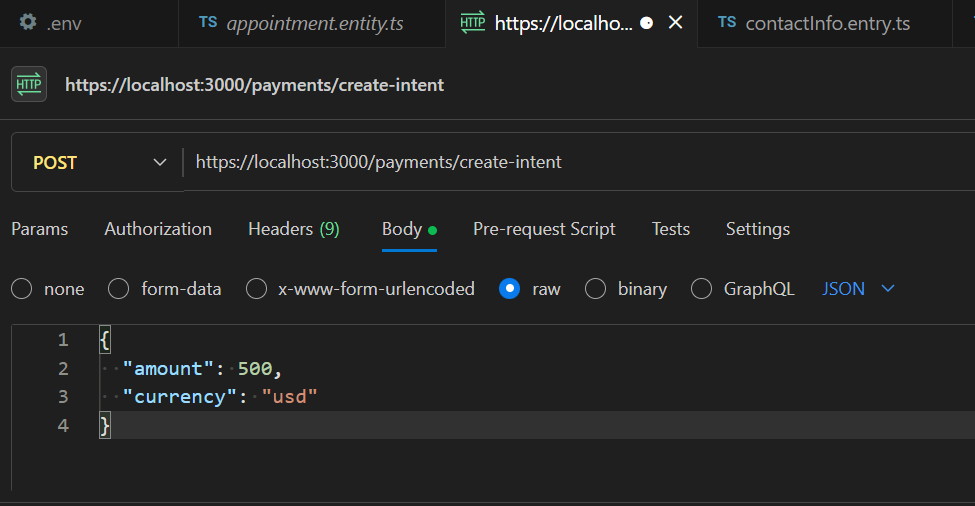 .env TS appointment.entity.ts HTTP https://localho... TS contactInfo.entry.ts
HTTP https://localhost:3000/payments/create-intent
POST https://localhost:3000/payments/create-intent
Params Authorization Headers (9) Body Pre-request Script Tests Settings
none form-data x-www-form-urlencoded raw binary GraphQL JSON
1 {
2 "amount": 500,
3 "currency": "usd"
4 }